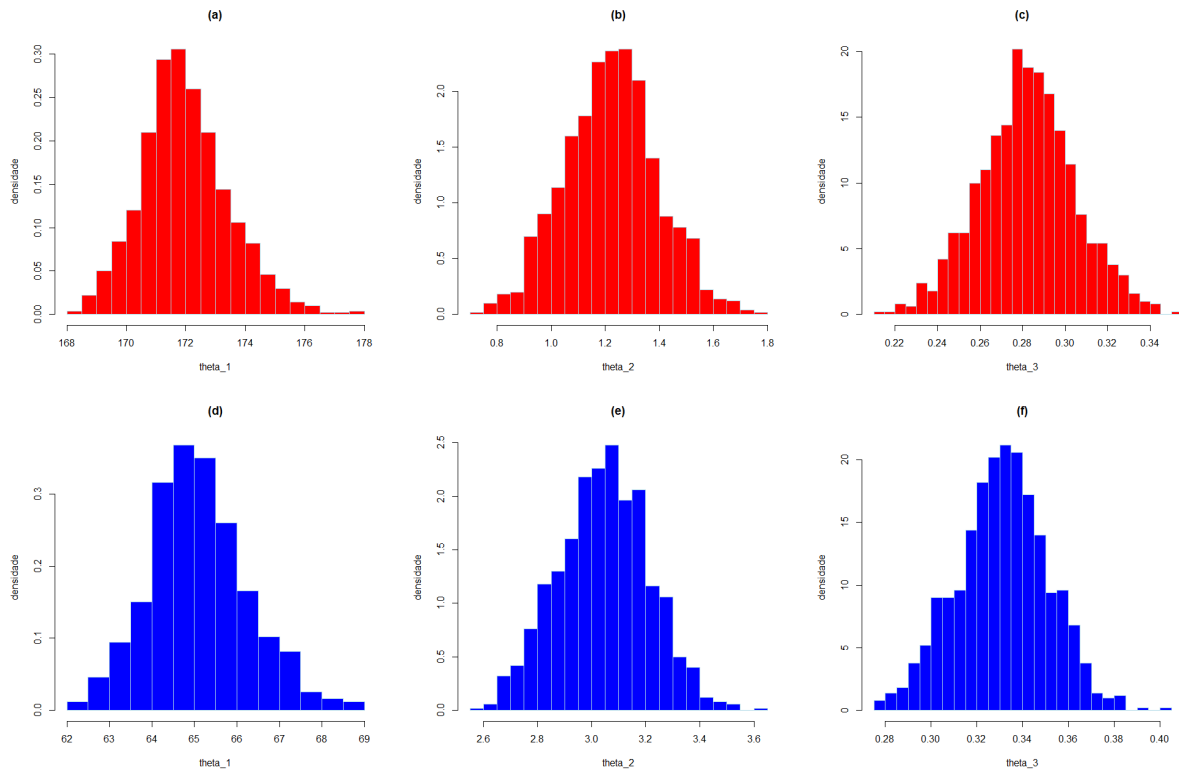 (a)
densidade
0.00 0.05 0.10 0.15 0.20 0.25 0.30
168 170 172 174 176 178
theta_1
(b)
densidade
0.0 0.5 1.0 1.5 2.0
0.8 1.0 1.2 1.4 1.6 1.8
theta_2
(c)
densidade
0 5 10 15 20
0.22 0.24 0.26 0.28 0.30 0.32 0.34
theta_3
(d)
densidade
0.0 0.1 0.2 0.3
62 63 64 65 66 67 68 69
theta_1
(e)
densidade
0.0 0.5 1.0 1.5 2.0 2.5
2.6 2.8 3.0 3.2 3.4 3.6
theta_2
(f)
densidade
0 5 10 15 20
0.28 0.30 0.32 0.34 0.36 0.38 0.40
theta_3